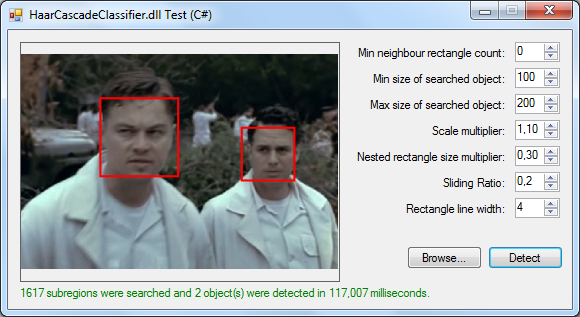 HaarCascadeClassifier.dll Test (C#)
Min neighbour rectangle count: 0
Min size of searched object: 100
Max size of searched object: 200
Scale multiplier: 1,10
Nested rectangle size multiplier: 0,30
Sliding Ratio: 0,2
Rectangle line width: 4
Browse... Detect
1617 subregions were searched and 2 object(s) were detected in 117,007 milliseconds.